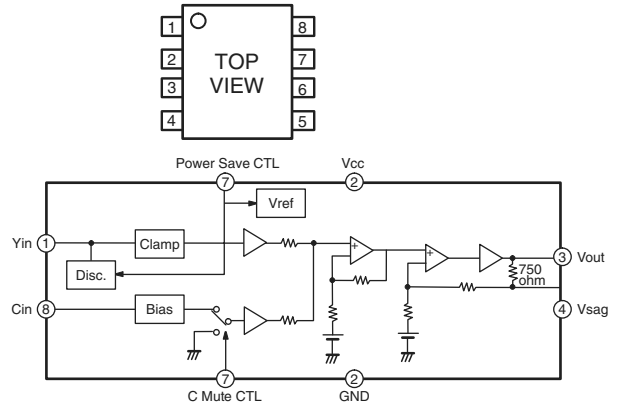 1
8
2
TOP
7
3
VIEW
6
4
5
Power Save CTL
Vcc
7
2
Vref
Yin
1
Clamp
+
+
3
Vout
Disc.
750
ohm
Cin
8
Bias
4
Vsag
7
2
C Mute CTL
GND